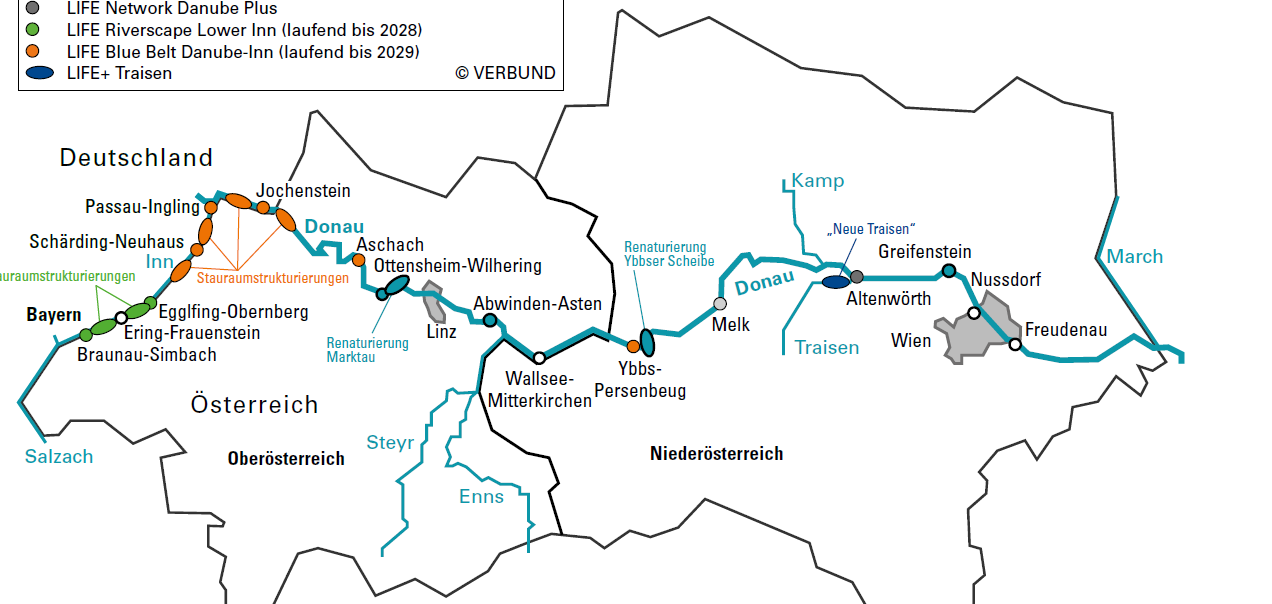 LIFE Network Danube Plus
LIFE Riverscape Lower Inn (laufend bis 2028)
LIFE Blue Belt Danube-Inn (laufend bis 2029)
LIFE+ Traisen
© VERBUND
Deutschland
Jochenstein
Passau-Ingling
Kamp
„Neue Traisen“
Donau
Schärding-Neuhaus
Aschach
Renaturierung
Ybbser Scheibe
Greifenstein
March
Inn
Ottensheim-Wilhering
Stauraumstrukturierungen
auraumstrukturierungen
Donau
Nussdorf
Altenwörth
Abwinden-Asten
Egglfing-Obernberg
Bayern
Melk
Linz
Ering-Frauenstein
Freudenau
Wien
Renaturierung
Marktau
Traisen
Braunau-Simbach
Ybbs-
Persenbeug
Wallsee-
Mitterkirchen
Österreich
Steyr
Salzach
Oberösterreich
Niederösterreich
Enns